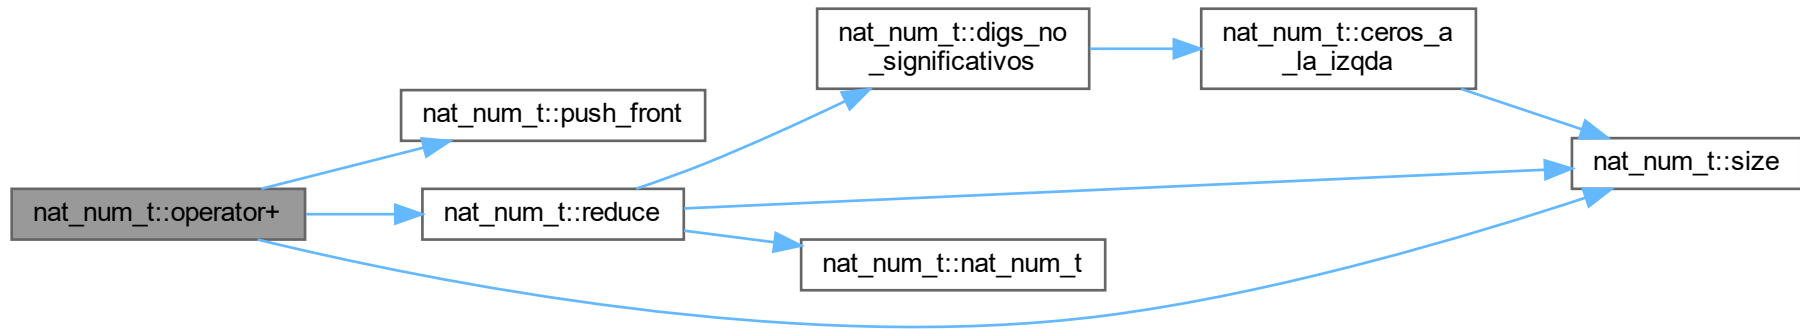 nat_num_t::operator+
nat_num_t::push_front
nat_num_t::reduce
nat_num_t::digs_no
_significativos
nat_num_t::ceros_a
_la_izqda
nat_num_t::size
nat_num_t::nat_num_t